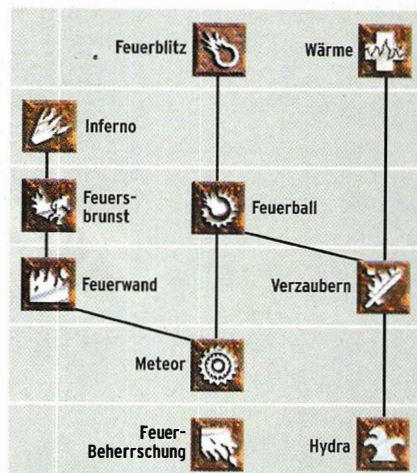 Feuerblitz
Wärme
Inferno
Feuers-
brunst
Feuerball
Feuerwand
Verzaubern
Meteor
Feuer-
Beherrschung
Hydra